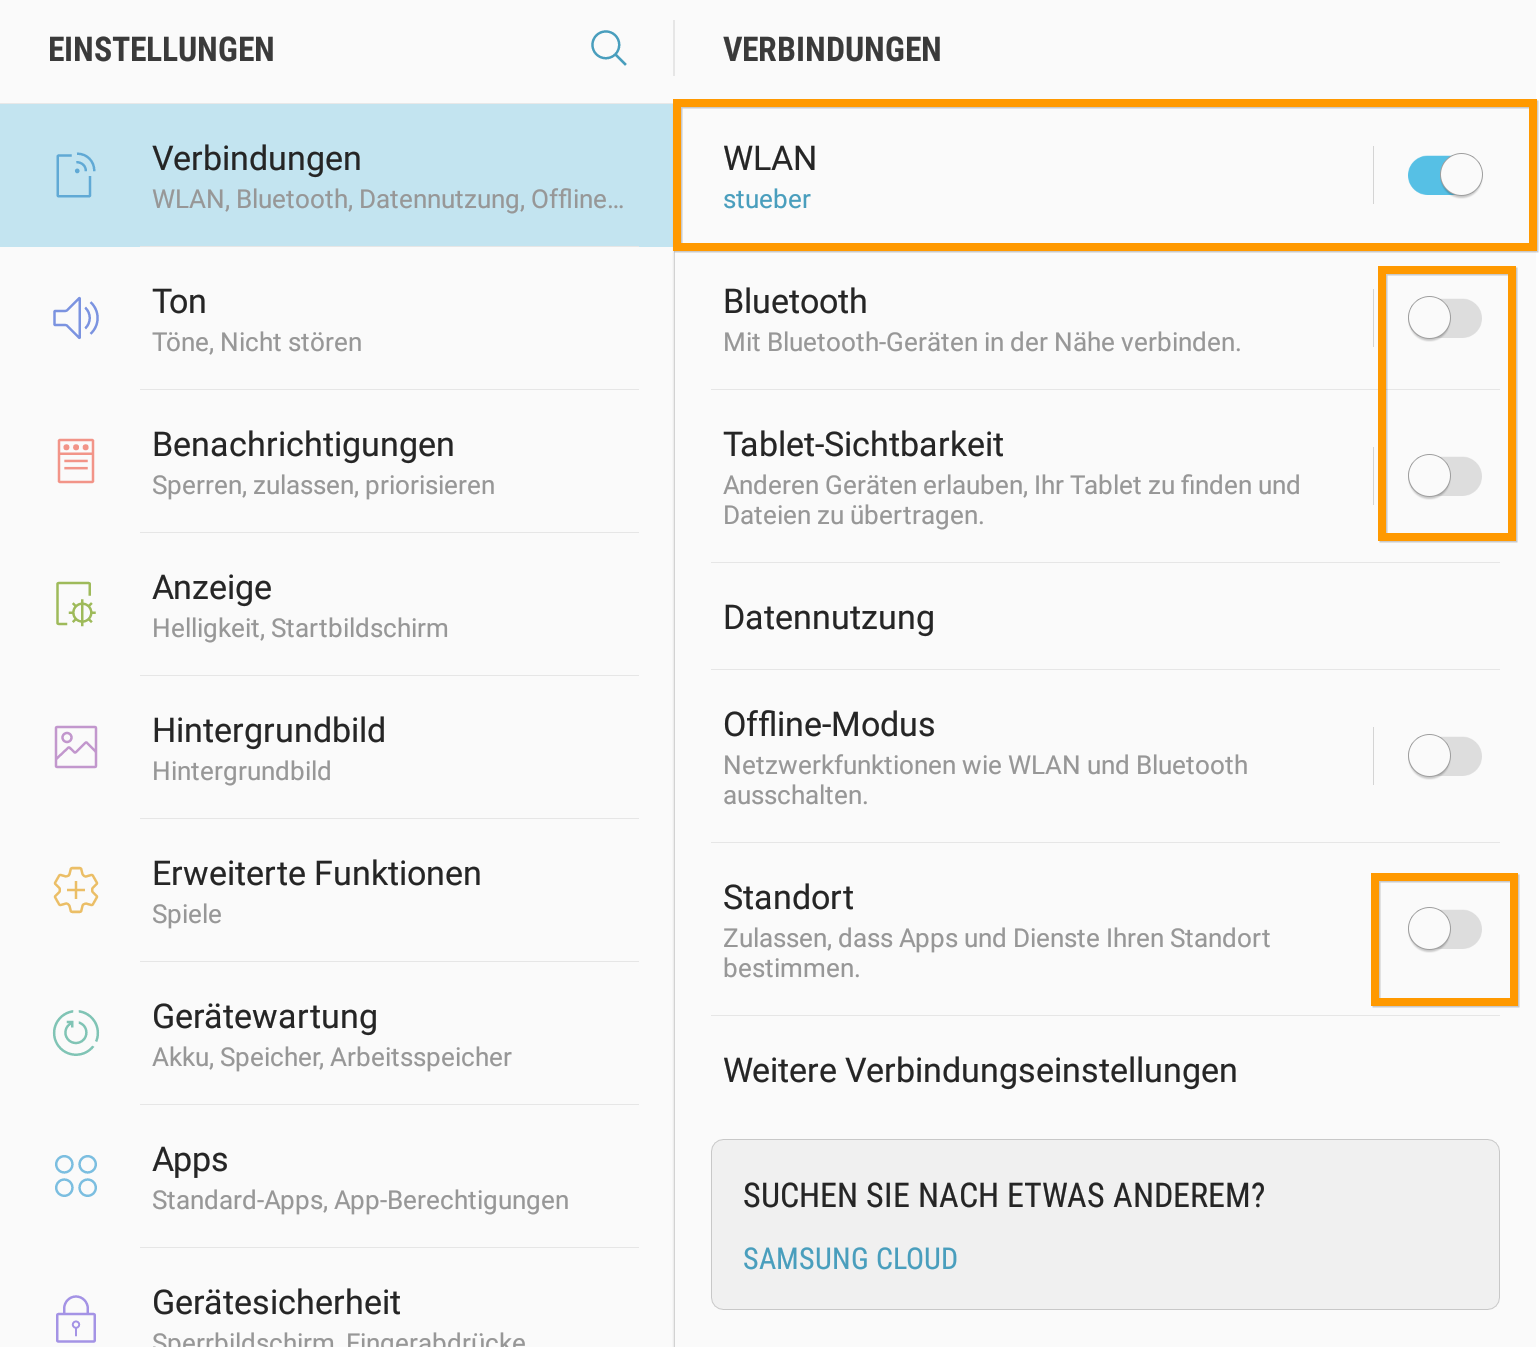 EINSTELLUNGEN
Verbindungen
WLAN, Bluetooth, Datennutzung, Offline...
Ton
Töne, Nicht stören
Benachrichtigungen
Sperren, zulassen, priorisieren
Anzeige
Helligkeit, Startbildschirm
Hintergrundbild
Hintergrundbild
Erweiterte Funktionen
Spiele
Gerätewartung
Akku, Speicher, Arbeitsspeicher
Apps
Standard-Apps, App-Berechtigungen
Gerätesicherheit
Sperrbildschirm, Fingerabdrücke
VERBINDUNGEN
WLAN
stueber
Bluetooth
Mit Bluetooth-Geräten in der Nähe verbinden.
Tablet-Sichtbarkeit
Anderen Geräten erlauben, Ihr Tablet zu finden und
Dateien zu übertragen.
Datennutzung
Offline-Modus
Netzwerkfunktionen wie WLAN und Bluetooth
ausschalten.
Standort
Zulassen, dass Apps und Dienste Ihren Standort
bestimmen.
Weitere Verbindungseinstellungen
SUCHEN SIE NACH ETWAS ANDEREM?
SAMSUNG CLOUD